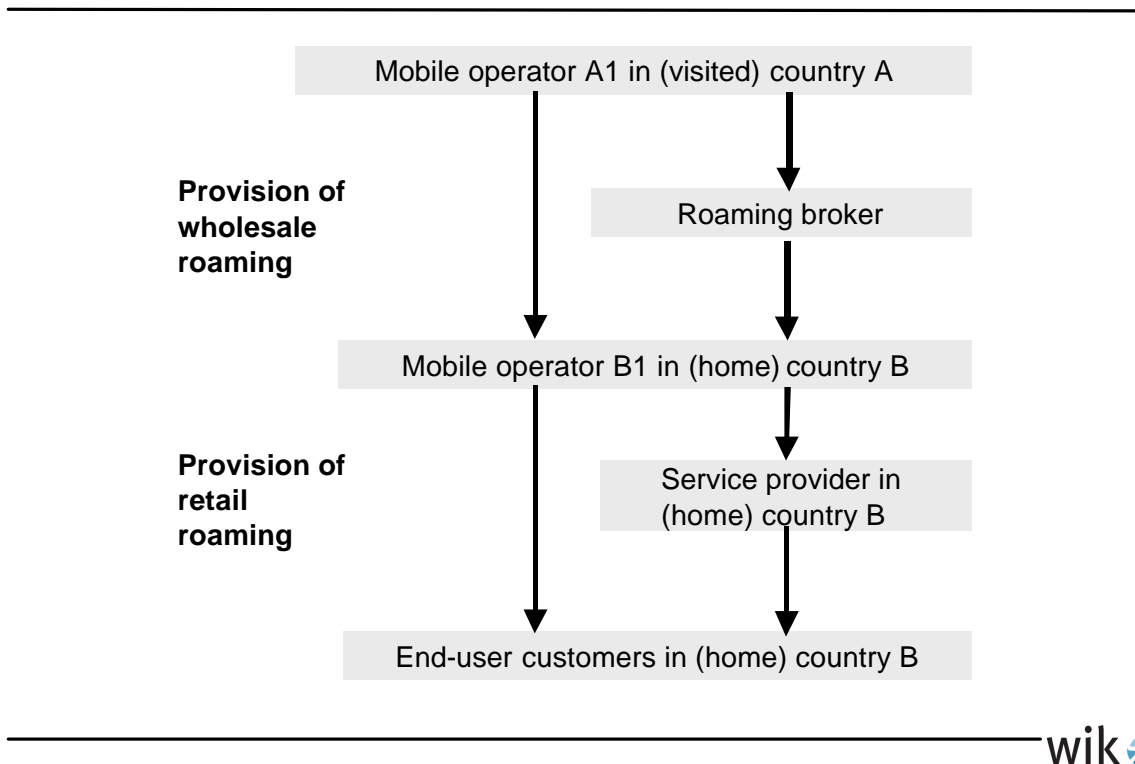 Mobile operator A1 in (visited) country A
Provision of
wholesale
roaming
Roaming broker
Mobile operator B1 in (home) country B
Provision of
retail
roaming
Service provider in
(home) country B
End-user customers in (home) country B
wik